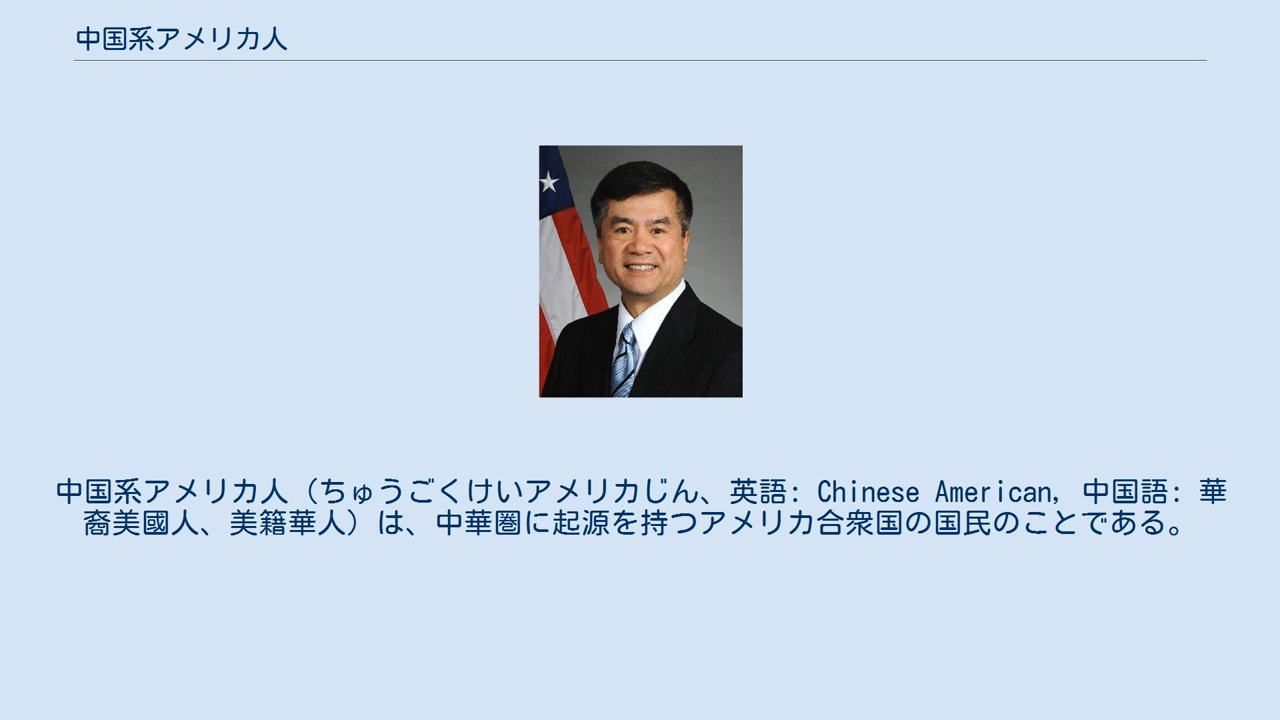 中国系アメリカ人
中国系アメリカ人（ちゅうごくけいアメリカじん、英語: Chinese American, 中国語: 華
裔美國人、美籍華人）は、中華圏に起源を持つアメリカ合衆国の国民のことである。